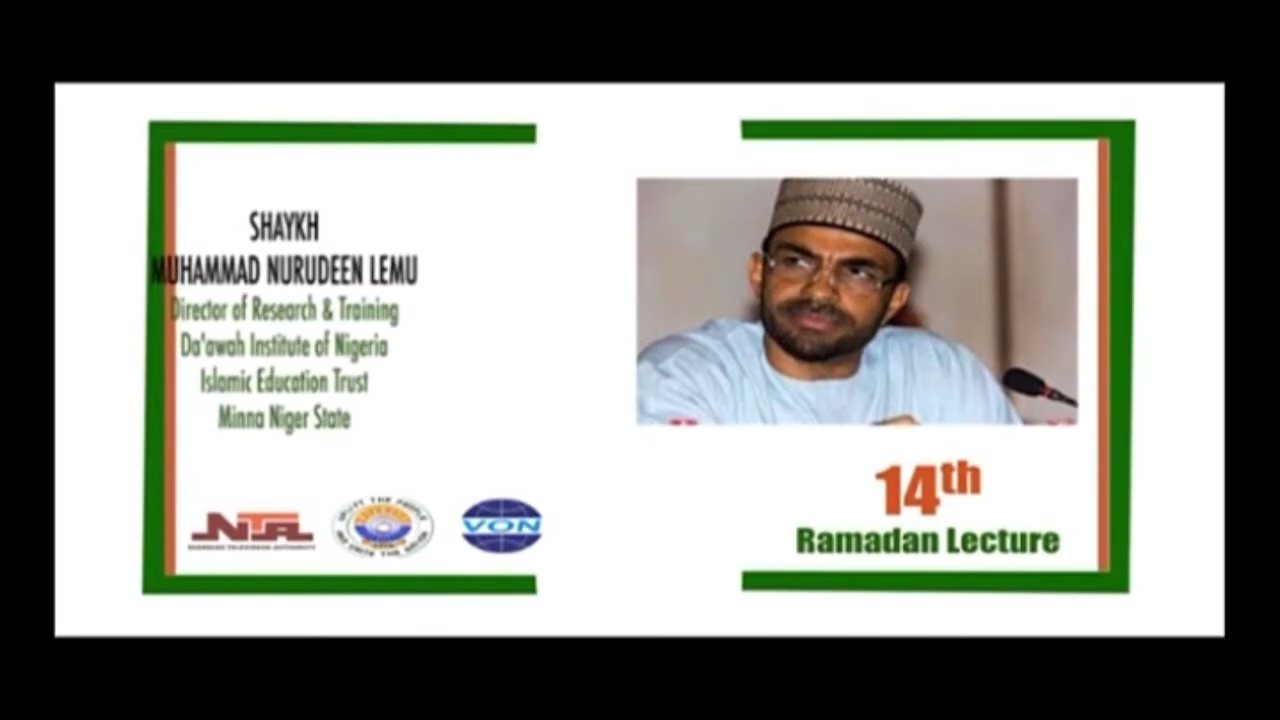 SHAYKH
MUHAMMAD NURUDEEN LEMU
Director of Research & Training
Da'awah Institute of Nigeria
Islamic Education Trust
Minna Niger State
NTA
VON
14th
Ramadan Lecture